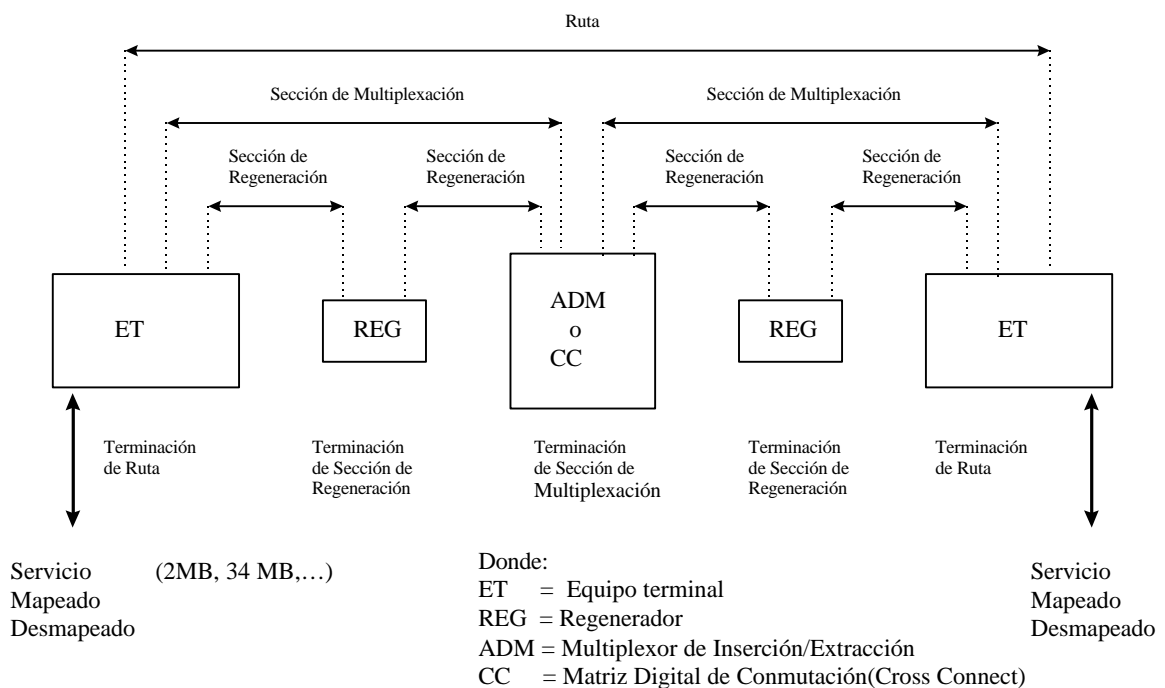 Ruta
Sección de Multiplexación
Sección de Multiplexación
Sección de
Regeneración
Sección de
Regeneración
Sección de
Regeneración
Sección de
Regeneración
ET
REG
ADM
o
CC
REG
ET
Terminación
de Ruta
Terminación
de Sección de
Regeneración
Terminación
de Sección de
Multiplexación
Terminación
de Sección de
Regeneración
Terminación
de Ruta
Servicio (2MB, 34 MB,…)
Mapeado
Desmapeado
Donde:
ET = Equipo terminal
REG = Regenerador
ADM = Multiplexor de Inserción/Extracción
CC = Matriz Digital de Conmutación(Cross Connect)
Servicio
Mapeado
Desmapeado